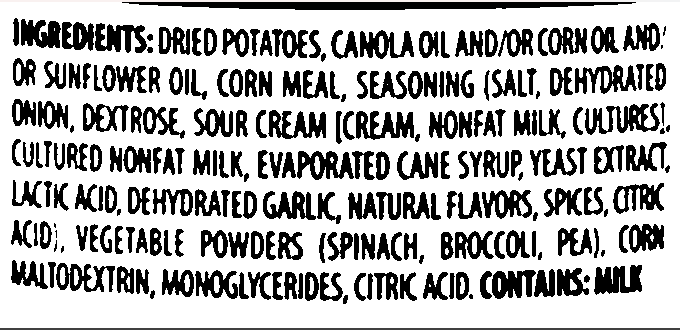 INGREDIENTS: DRIED POTATOES, CANOLA OIL AND/OR CORN OIL AND/
OR SUNFLOWER OIL, CORN MEAL, SEASONING (SALT, DEHYDRATED
ONION, DEXTROSE, SOUR CREAM [CREAM, NONFAT MILK, CULTURES],
CULTURED NONFAT MILK, EVAPORATED CANE SYRUP, YEAST EXTRACT,
LACTIC ACID, DEHYDRATED GARLIC, NATURAL FLAVORS, SPICES, CITRIC
ACID), VEGETABLE POWDERS (SPINACH, BROCCOLI, PEA), CORN
MALTODEXTRIN, MONOGLYCERIDES, CITRIC ACID. CONTAINS: MILK